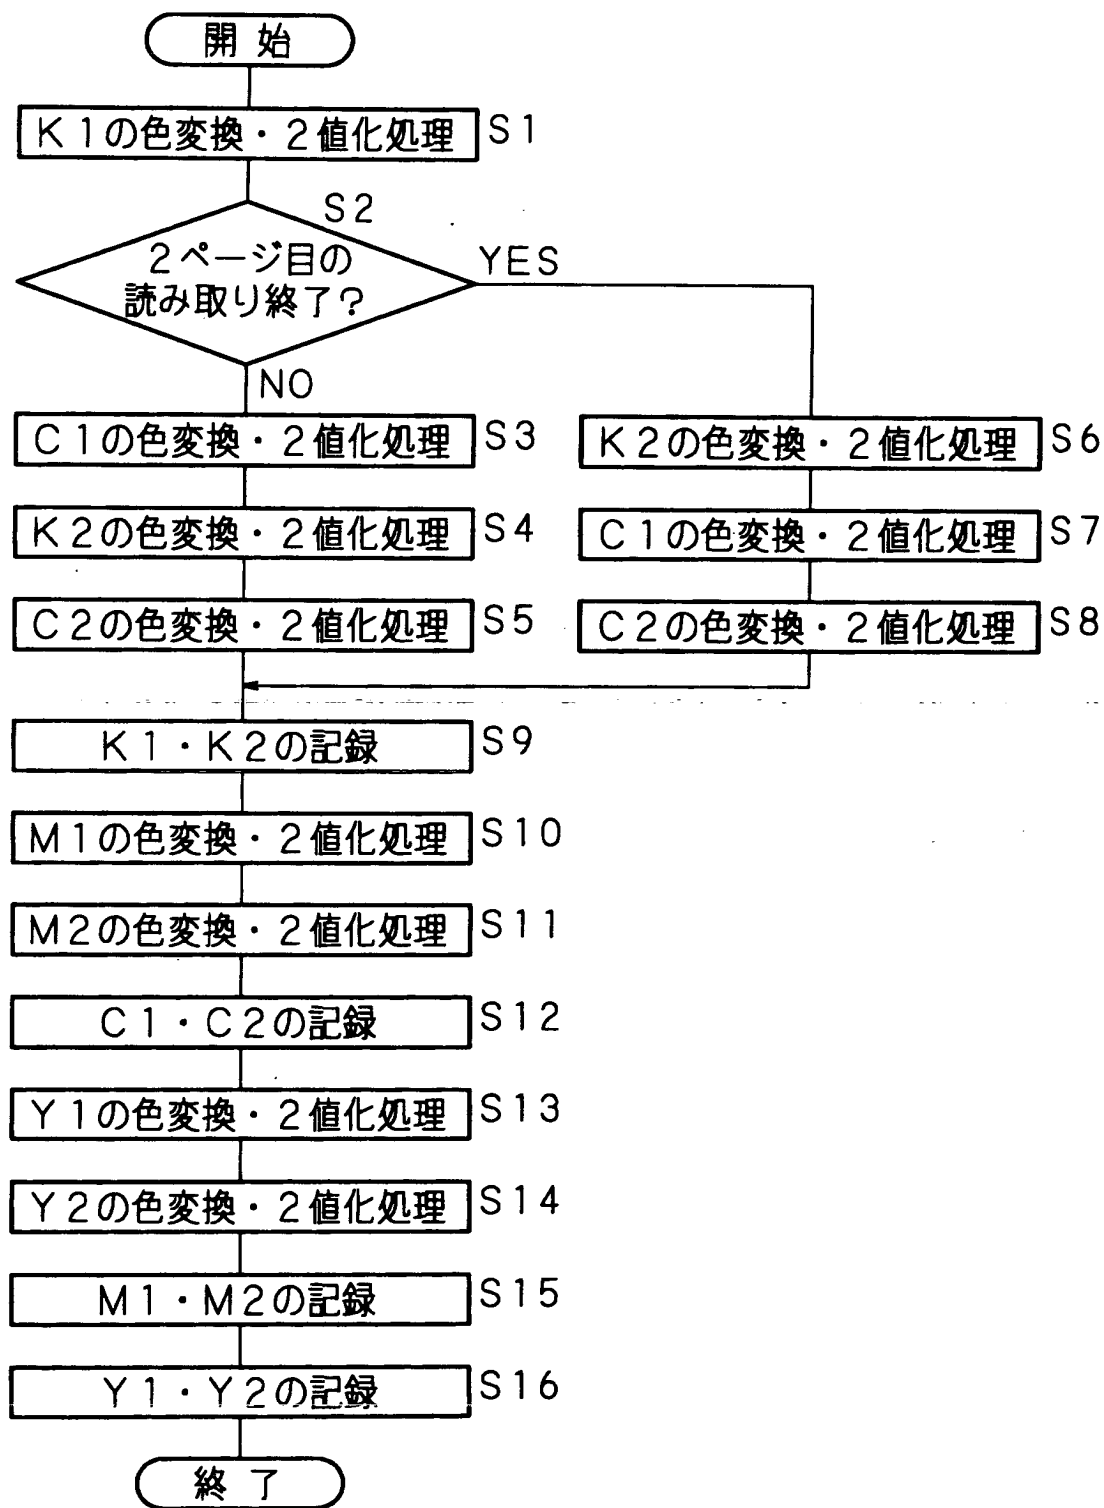 開始
K1の色変換・2値化処理 S1
S2
2ページ目の
読み取り終了?
YES
NO
C1の色変換・2値化処理 S3
K2の色変換・2値化処理 S6
K2の色変換・2値化処理 S4
C1の色変換・2値化処理 S7
C2の色変換・2値化処理 S5
C2の色変換・2値化処理 S8
K1・K2の記録 S9
M1の色変換・2値化処理 S10
M2の色変換・2値化処理 S11
C1・C2の記録 S12
Y1の色変換・2値化処理 S13
Y2の色変換・2値化処理 S14
M1・M2の記録 S15
Y1・Y2の記録 S16
終了